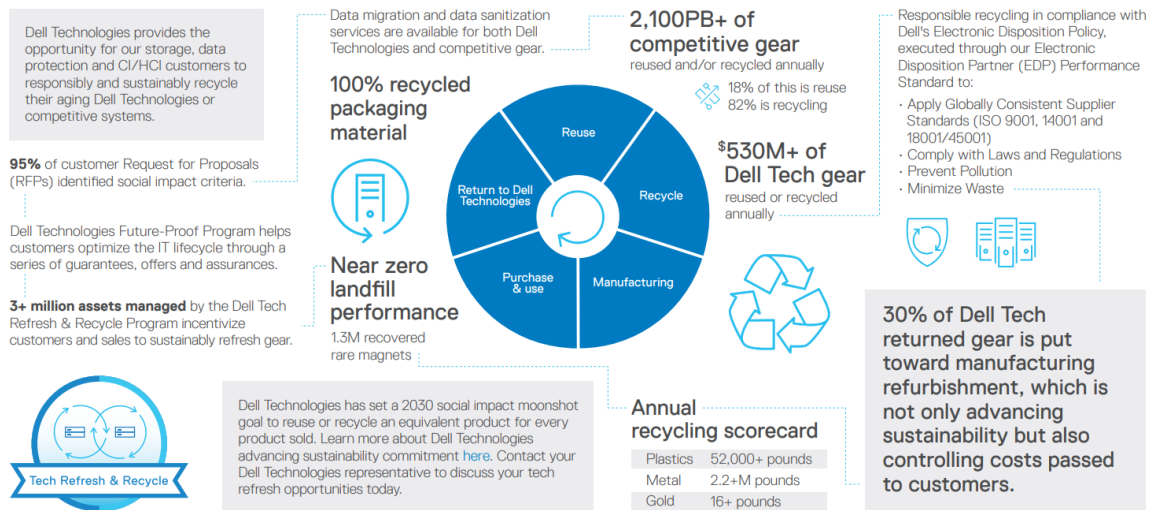 Dell Technologies provides the
opportunity for our storage, data
protection and CI/HCI customers to
responsibly and sustainably recycle
their aging Dell Technologies or
competitive systems.
95% of customer Request for Proposals
(RFPs) identified social impact criteria.
Dell Technologies Future-Proof Program helps
customers optimize the IT lifecycle through a
series of guarantees, offers and assurances.
3+ million assets managed by the Dell Tech
Refresh & Recycle Program incentivize
customers and sales to sustainably refresh gear.
Tech Refresh & Recycle
Data migration and data sanitization
services are available for both Dell
Technologies and competitive gear.
100% recycled
packaging
material
Near zero
landfill
performance
1.3M recovered
rare magnets
Reuse
Recycle
Manufacturing
Purchase
& use
Return to Dell
Technologies
2,100PB+ of
competitive gear
reused and/or recycled annually
18% of this is reuse
82% is recycling
$530M+ of
Dell Tech gear
reused or recycled
annually
Responsible recycling in compliance with
Dell's Electronic Disposition Policy,
executed through our Electronic
Disposition Partner (EDP) Performance
Standard to:
· Apply Globally Consistent Supplier
Standards (ISO 9001, 14001 and
18001/45001)
· Comply with Laws and Regulations
· Prevent Pollution
· Minimize Waste
30% of Dell Tech
returned gear is put
toward manufacturing
refurbishment, which is
not only advancing
sustainability but also
controlling costs passed
to customers.
Dell Technologies has set a 2030 social impact moonshot
goal to reuse or recycle an equivalent product for every
product sold. Learn more about Dell Technologies
advancing sustainability commitment here. Contact your
Dell Technologies representative to discuss your tech
refresh opportunities today.
Annual
recycling scorecard
Plastics 52,000+ pounds
Metal 2.2+M pounds
Gold 16+ pounds